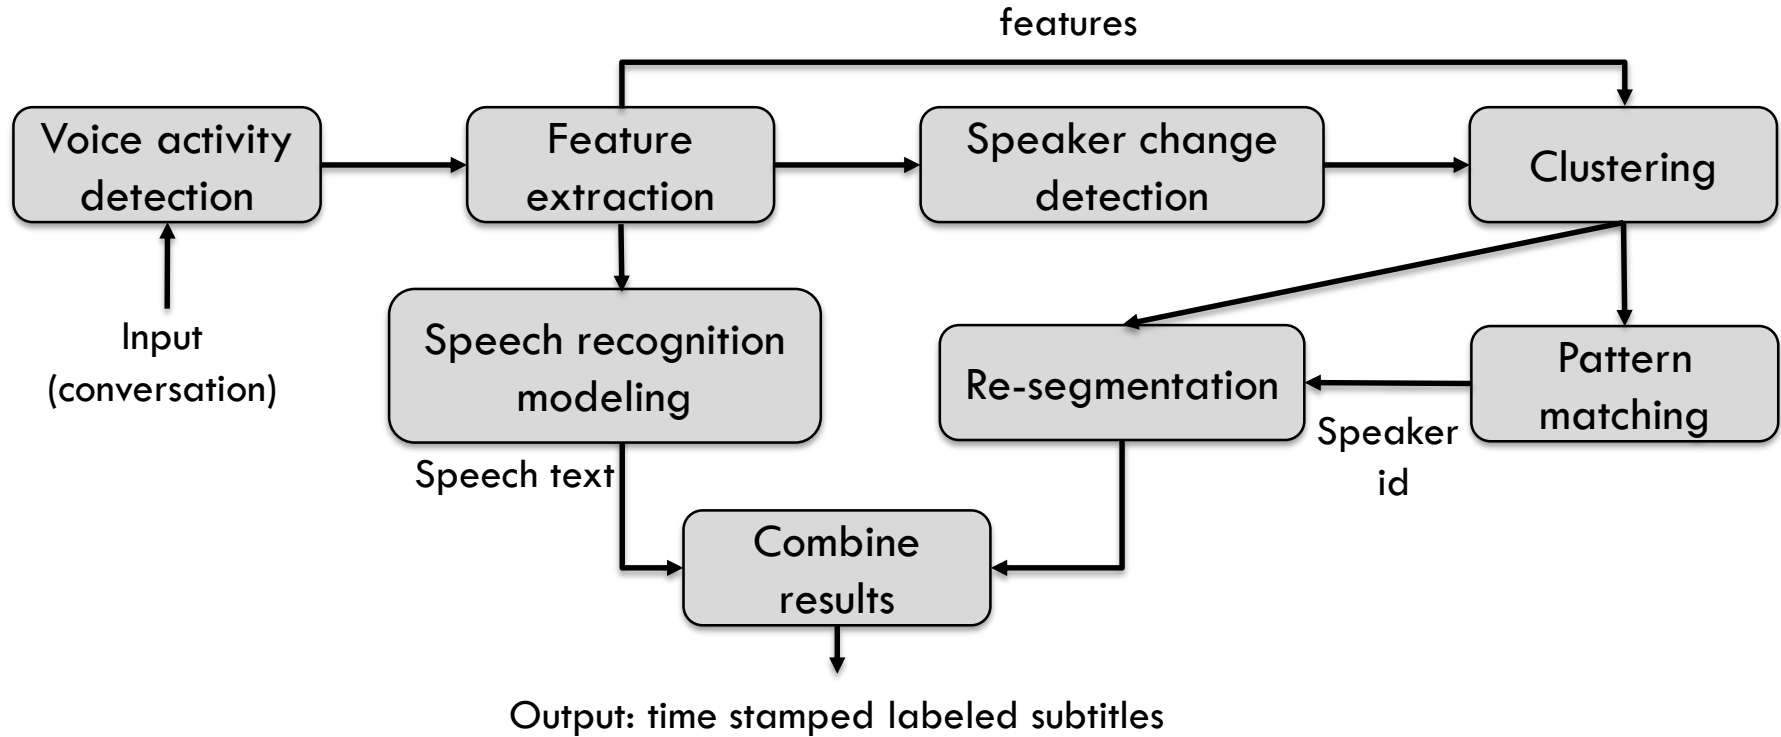 features
Voice activity
detection
Feature
extraction
Speaker change
detection
Clustering
Input
(conversation)
Speech recognition
modeling
Re-segmentation
Pattern
matching
Speaker
id
Speech text
Combine
results
Output: time stamped labeled subtitles